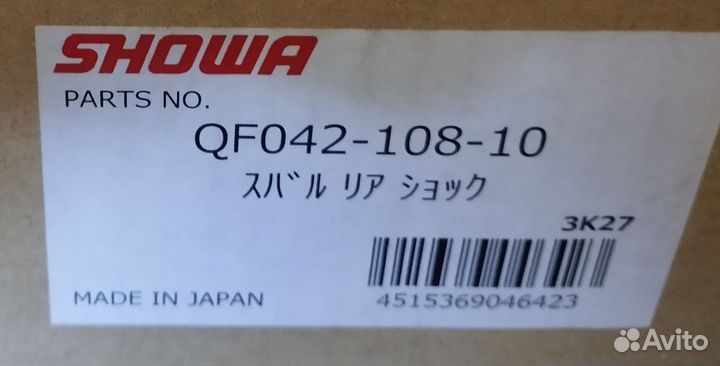 SHOWA
PARTS NO.
QF042-108-10
ｽﾊﾞﾙ ﾘｱ ｼｮｯｸ
3K27
MADE IN JAPAN
4515369046423
Avito